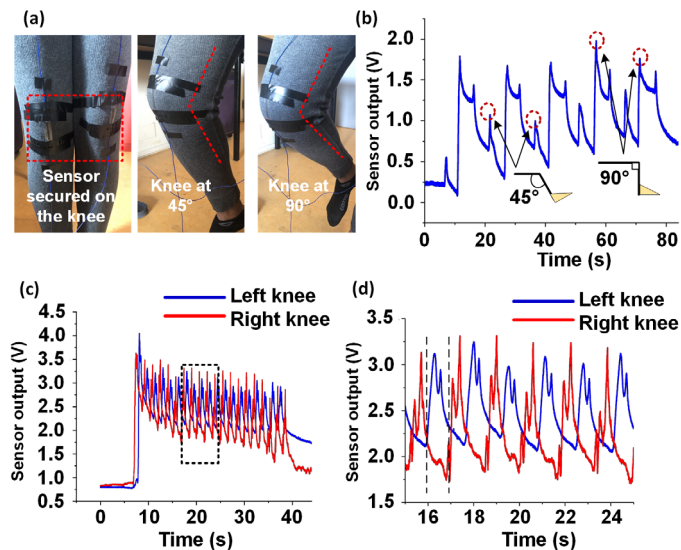 (a)
Sensor
secured on
the knee
Knee at
45°
Knee at
90°
(b)
Sensor output (V)
2.0
1.5
1.0
0.5
0.0
45°
90°
0 20 40 60 80
Time (s)
(c)
Left knee
Right knee
Sensor output (V)
4.5
4.0
3.5
3.0
2.5
2.0
1.5
1.0
0.5
0 10 20 30 40
Time (s)
(d)
Left knee
Right knee
Sensor output (V)
3.5
3.0
2.5
2.0
1.5
16 18 20 22 24
Time (s)